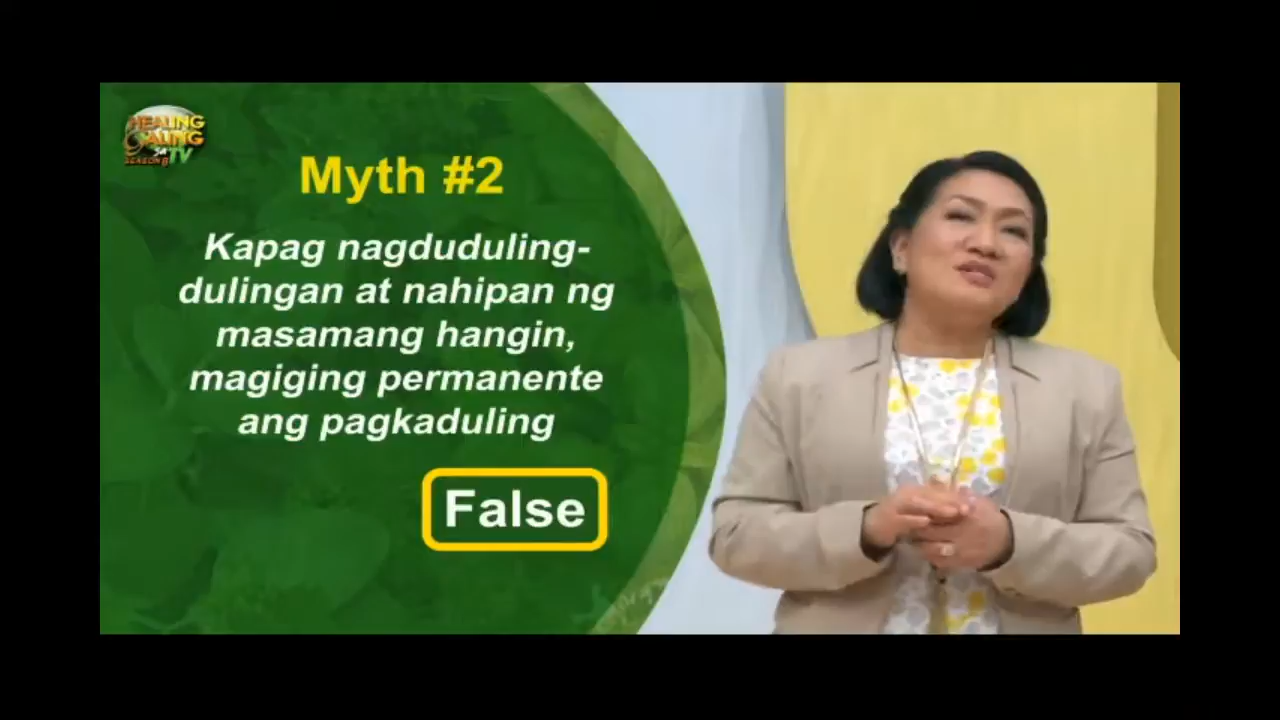 HEALING
GALING
sa TV
SEASON 8
Myth #2
Kapag nagduduling-
dulingan at nahipan ng
masamang hangin,
magiging permanente
ang pagkaduling
False